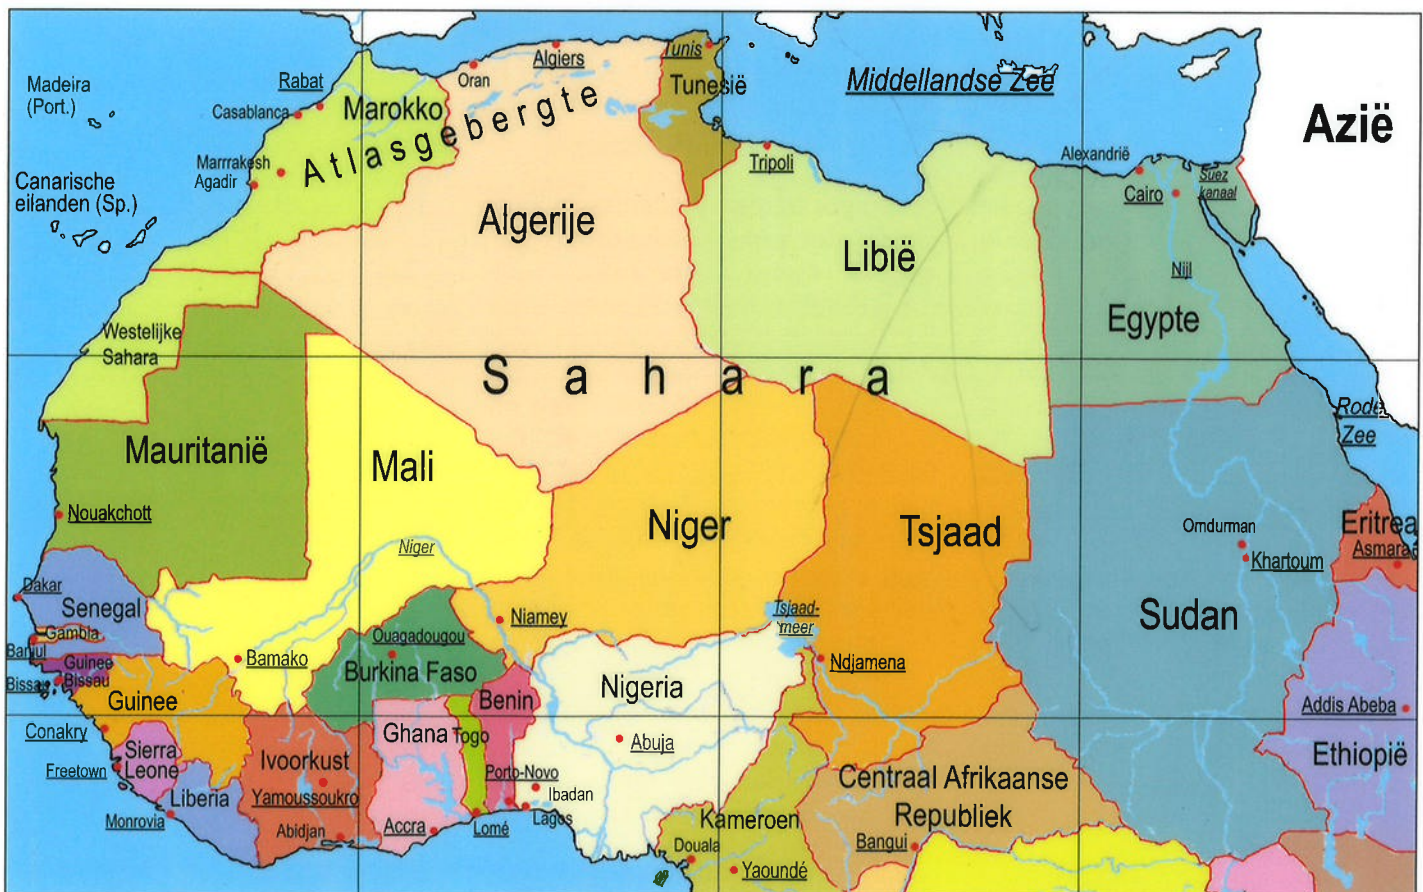 Madeira
(Port.)
Canarische
eilanden (Sp.)
Rabat
Casablanca
Marrrakesh
Agadir
Marokko
Atlasgebergte
Oran
Algiers
Tunis
Tunesië
Middellandse Zee
Azië
Tripoli
Alexandrië
Cairo
Suez
kanaal
Algerije
Libië
Nijl
Egypte
Westelijke
Sahara
Sahara
Rode
Zee
Mauritanië
Mali
Niger
Tsjaad
Nouakchott
Niger
Omdurman
Khartoum
Eritrea
Asmara
Dakar
Senegal
Gambia
Banjul
Guinee
Bissau
Bissau
Bamako
Niamey
Ouagadougou
Burkina Faso
Tsjaad-
meer
Ndjamena
Sudan
Guinee
Benin
Nigeria
Addis Abeba
Conakry
Sierra
Leone
Freetown
Ivoorkust
Yamoussoukro
Ghana
Togo
Abuja
Porto-Novo
Ibadan
Lagos
Centraal Afrikaanse
Republiek
Ethiopië
Liberia
Monrovia
Abidjan
Accra
Lomé
Kameroen
Douala
Yaoundé
Bangui